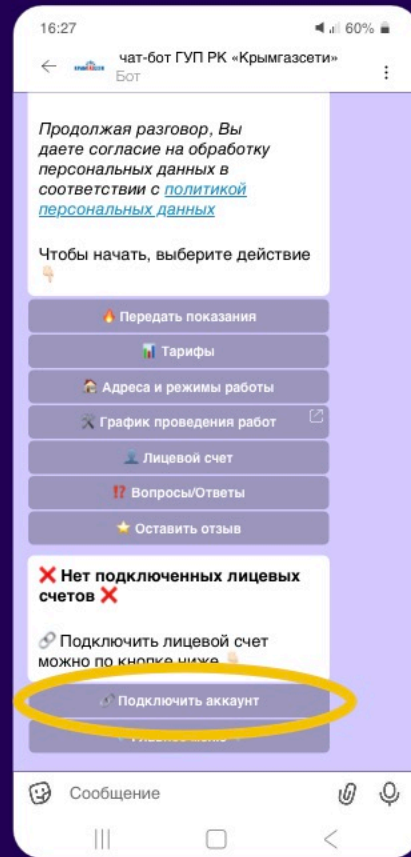 16:27
60%
чат-бот ГУП РК «Крымгазсети»
Бот
Продолжая разговор, Вы
даете согласие на обработку
персональных данных в
соответствии с политикой
персональных данных
Чтобы начать, выберите действие
👇🏻
🔥 Передать показания
📊 Тарифы
🏠 Адреса и режимы работы
🛠 График проведения работ
👤 Лицевой счет
⁉️ Вопросы/Ответы
⭐ Оставить отзыв
❌ Нет подключенных лицевых
счетов ❌
🔗 Подключить лицевой счет
можно по кнопке ниже 👇🏻
🔗 Подключить аккаунт
Сообщение